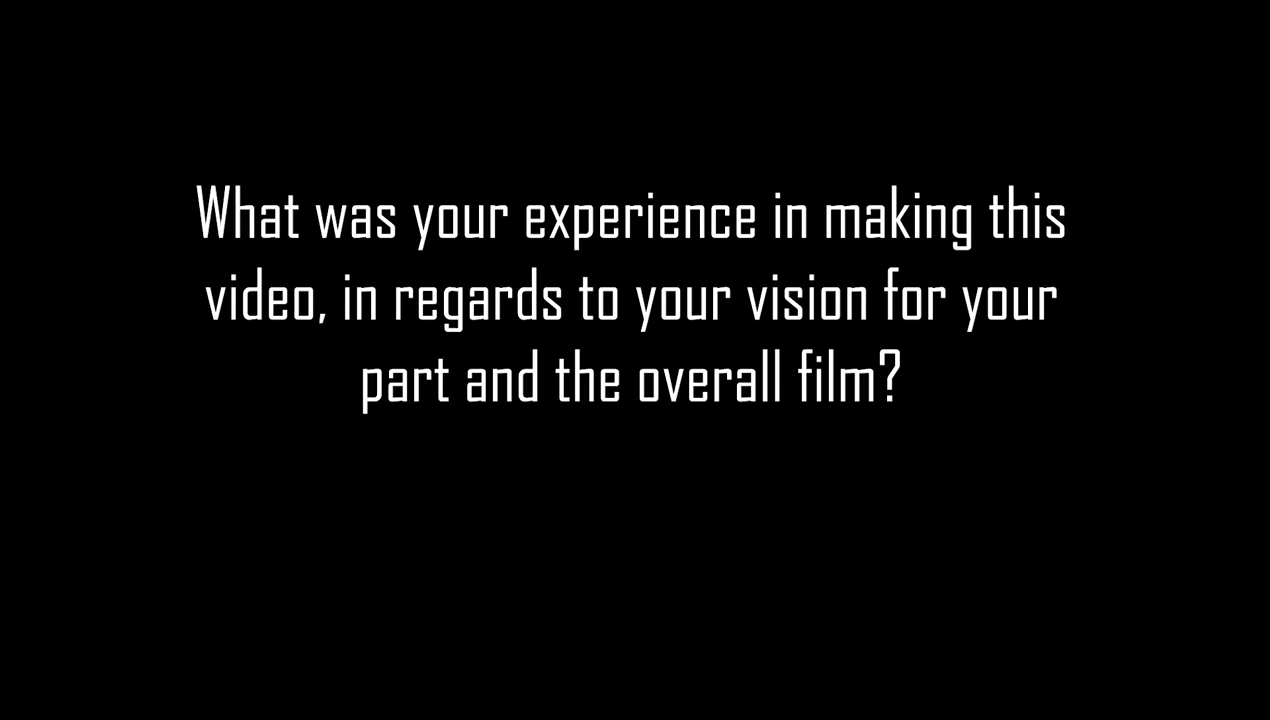 What was your experience in making this
video, in regards to your vision for your
part and the overall film?